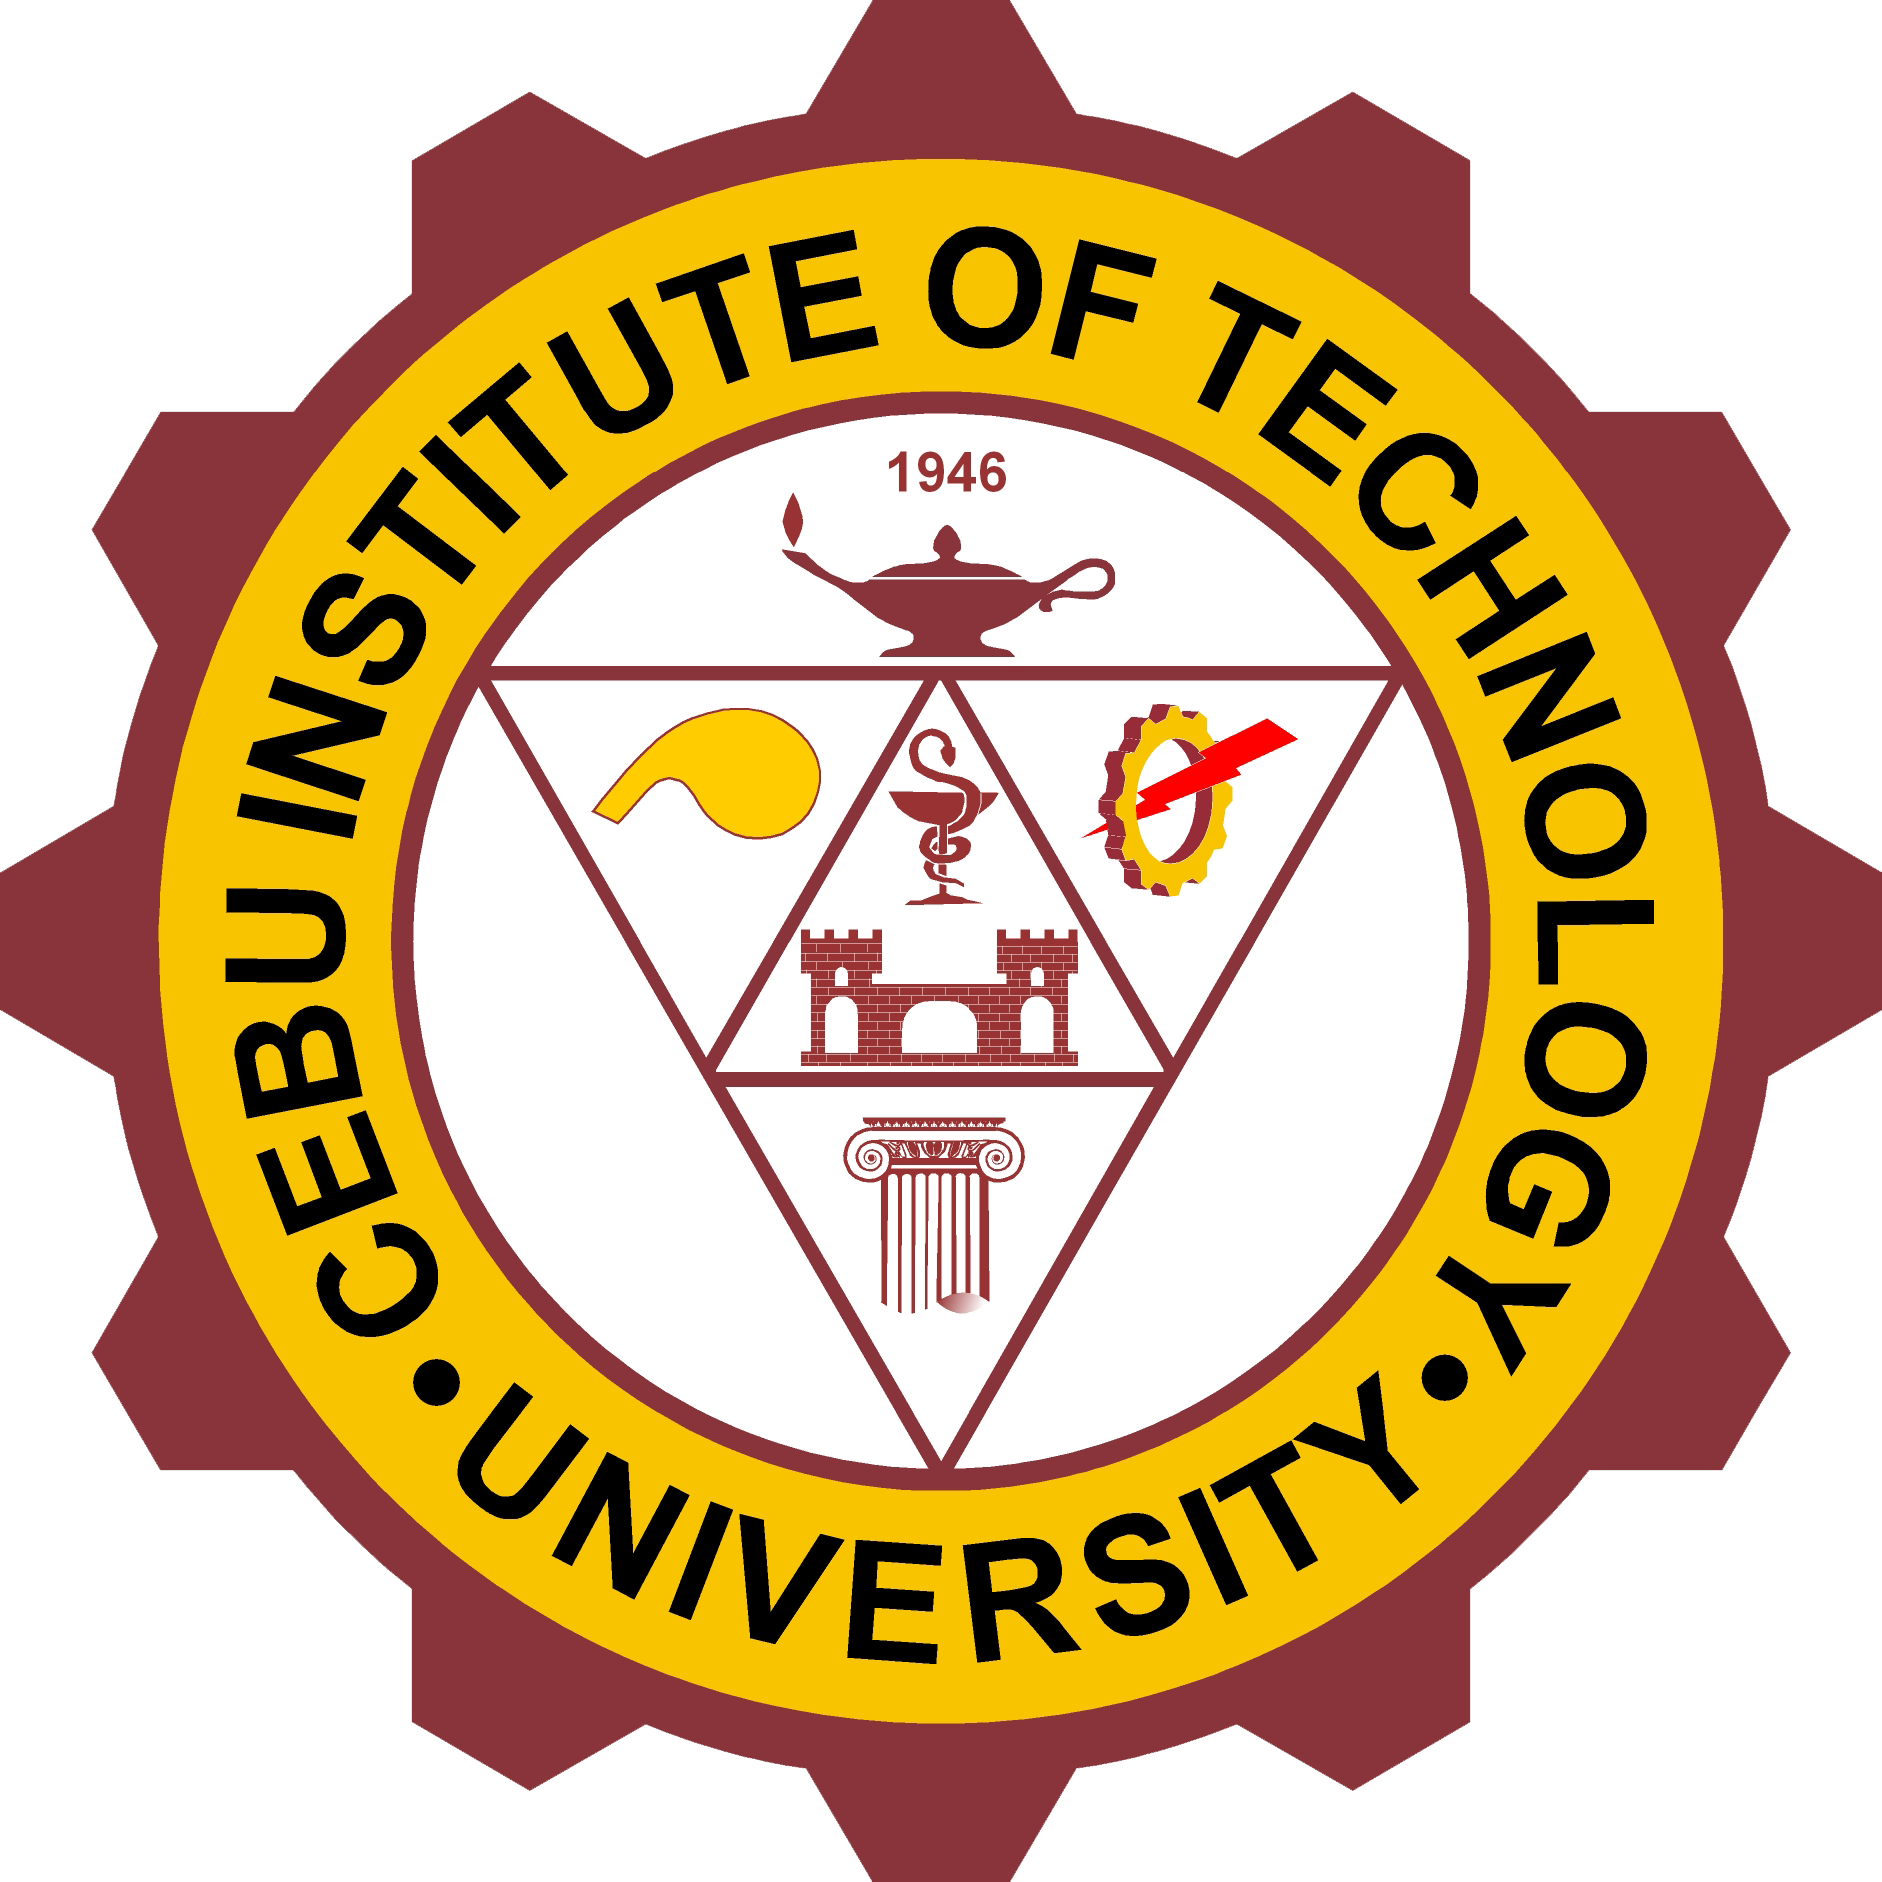 CEBU INSTITUTE OF TECHNOLOGY
1946
• UNIVERSITY •